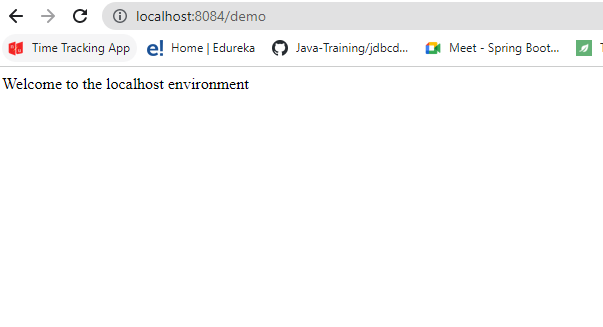 localhost:8084/demo
Time Tracking App e! Home | Edureka Java-Training/jdbcd... Meet - Spring Boot... T
Welcome to the localhost environment